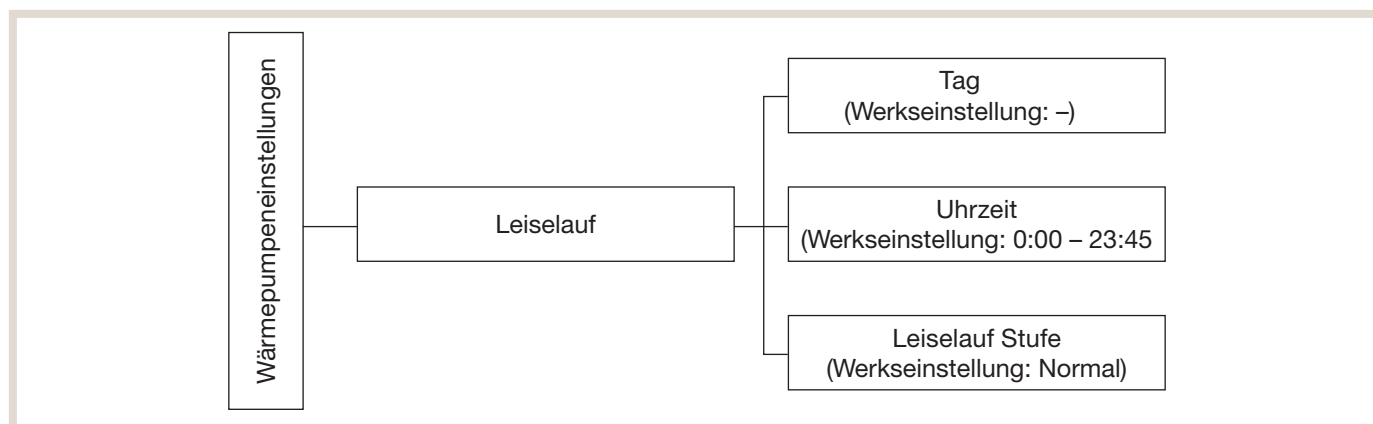 Wärmepumpeneinstellungen
Leiselauf
Tag
(Werkseinstellung: –)
Uhrzeit
(Werkseinstellung: 0:00 – 23:45
Leiselauf Stufe
(Werkseinstellung: Normal)